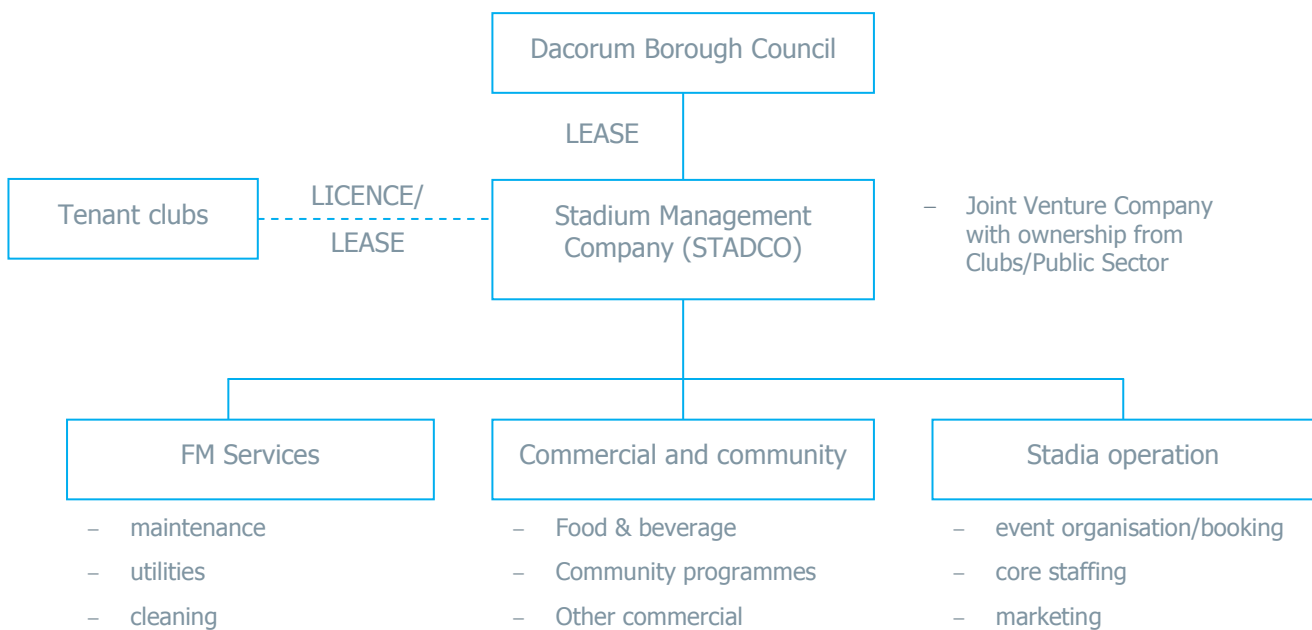 Dacorum Borough Council
LEASE
Tenant clubs
LICENCE/
LEASE
Stadium Management
Company (STADCO)
– Joint Venture Company
with ownership from
Clubs/Public Sector
FM Services
– maintenance
– utilities
– cleaning
Commercial and community
– Food & beverage
– Community programmes
– Other commercial
Stadia operation
– event organisation/booking
– core staffing
– marketing